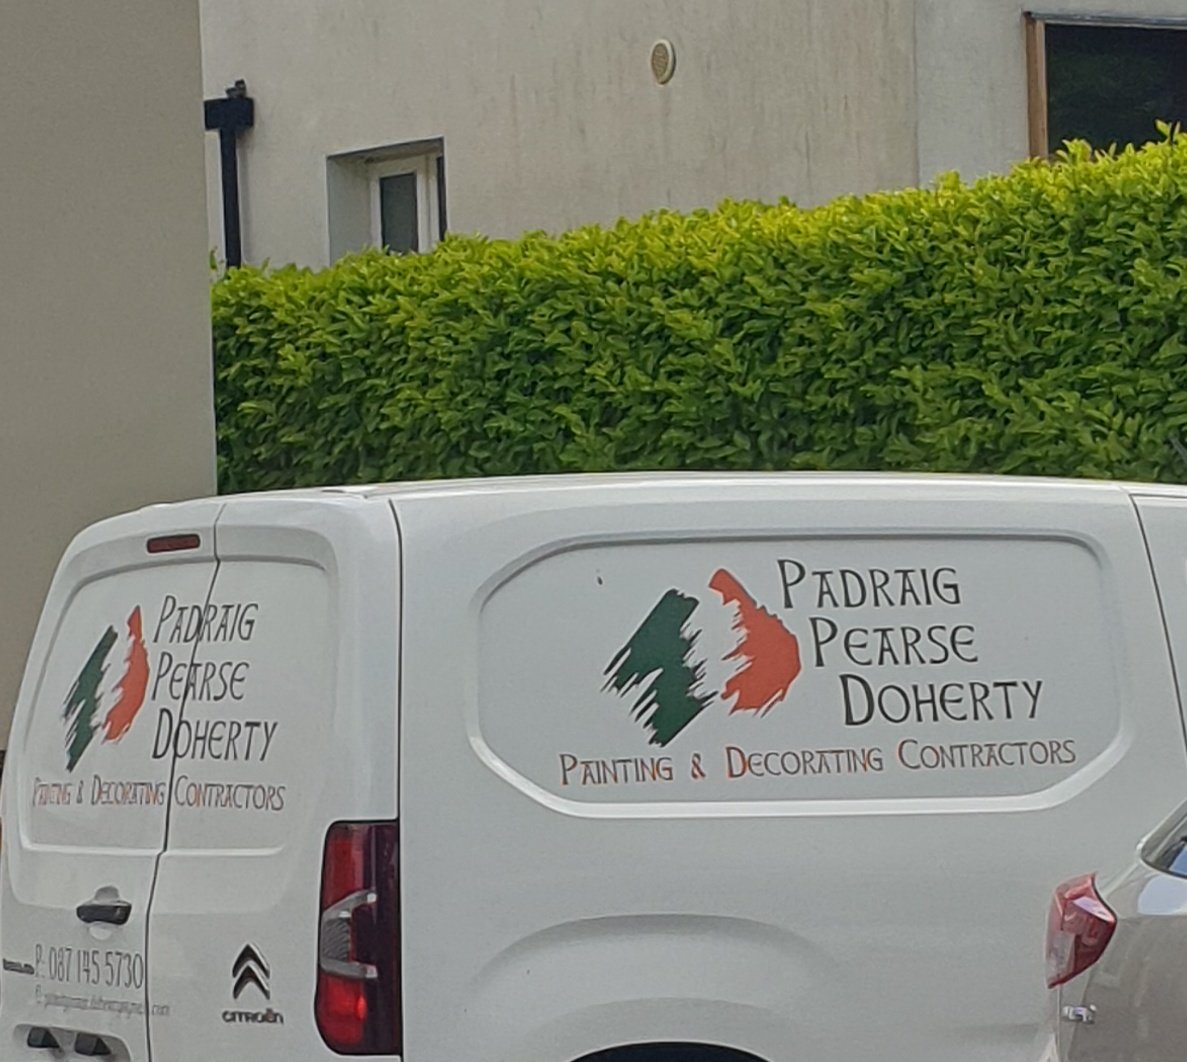 PADRAIG
PEARSE
DOHERTY
PAINTING & DECORATING CONTRACTORS
P: 087 145 5730
CITROËN
PADRAIG
PEARSE
DOHERTY
PAINTING & DECORATING CONTRACTORS